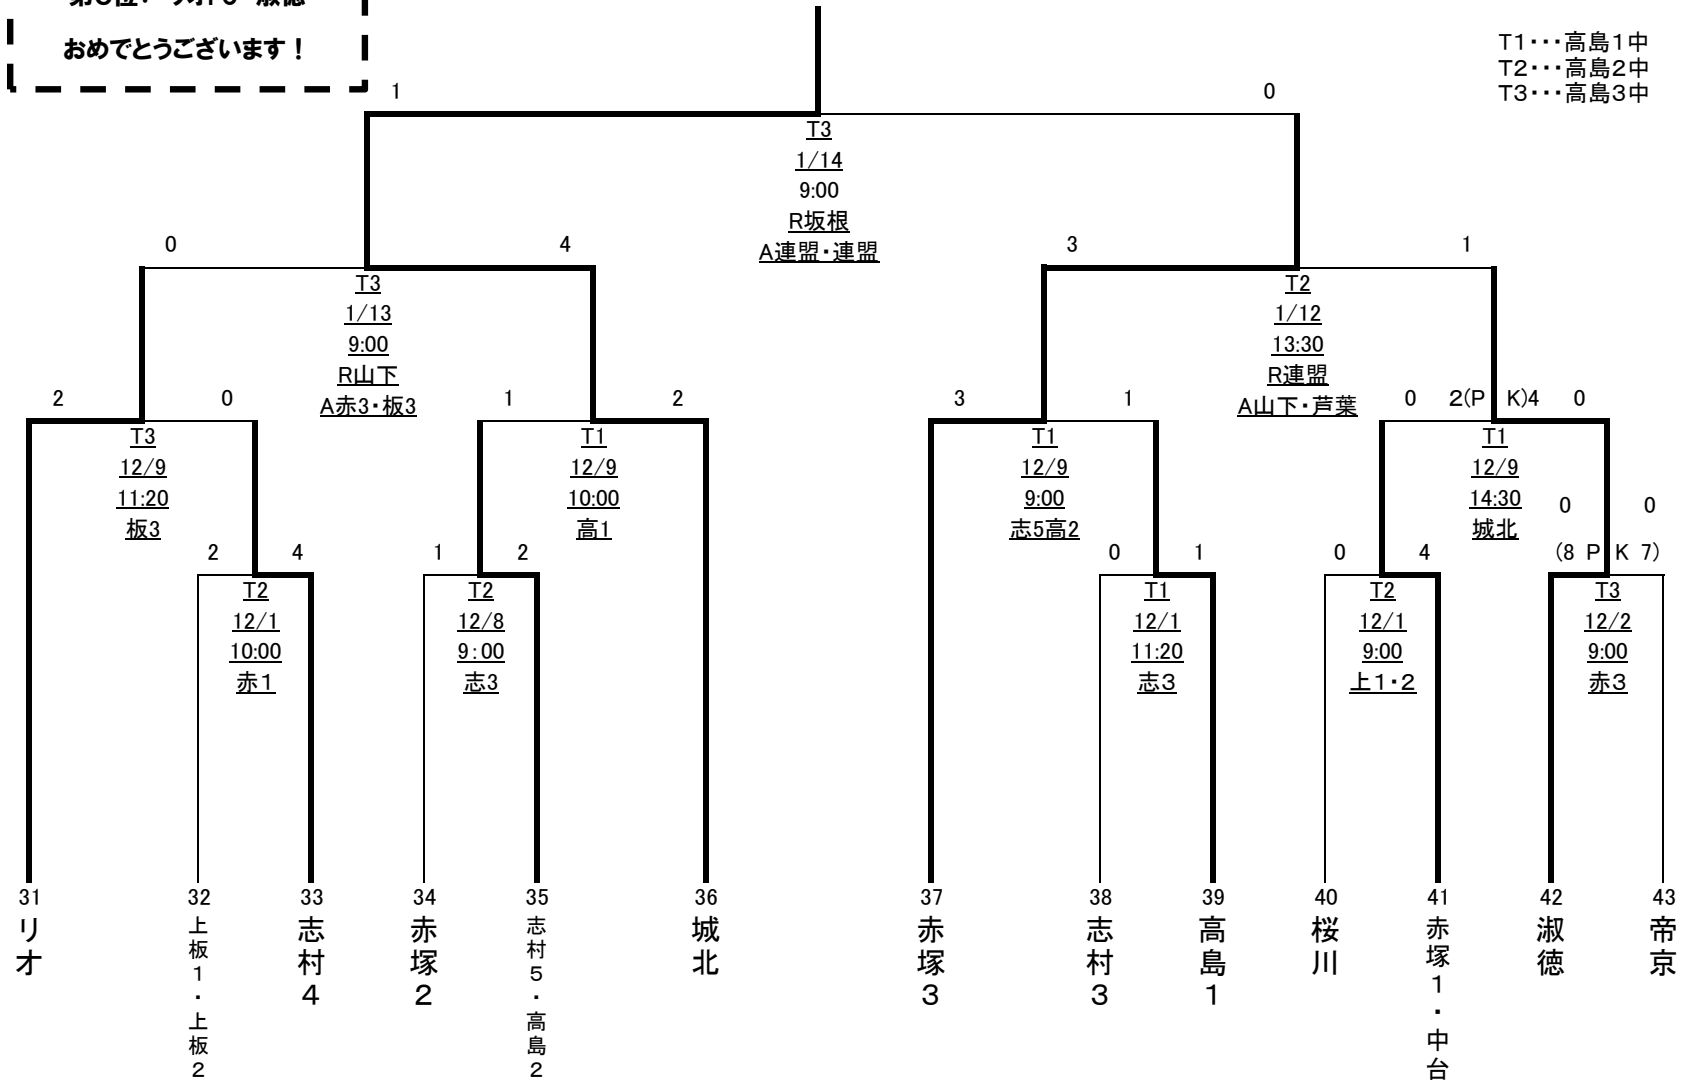 おめでとうございます！
T1･･･高島1中
T2･･･高島2中
T3･･･高島3中
1
0
T3
1/14
9:00
R坂根
A連盟・連盟
0
4
3
1
T3
1/13
9:00
R山下
A赤3・板3
T2
1/12
13:30
R連盟
A山下・芦葉
2
0
1
2
3
1
0
2(P K)4
0
T3
12/9
11:20
板3
T1
12/9
10:00
高1
T1
12/9
9:00
志5高2
T1
12/9
14:30
城北
0
0
2
4
1
2
0
1
0
4
(8 P K 7)
T2
12/1
10:00
赤1
T2
12/8
9:00
志3
T1
12/1
11:20
志3
T2
12/1
9:00
上1・2
T3
12/2
9:00
赤3
31
リオ
32
上板1・上板2
33
志村4
34
赤塚2
35
志村5・高島2
36
城北
37
赤塚3
38
志村3
39
高島1
40
桜川
41
赤塚1・中台
42
淑徳
43
帝京